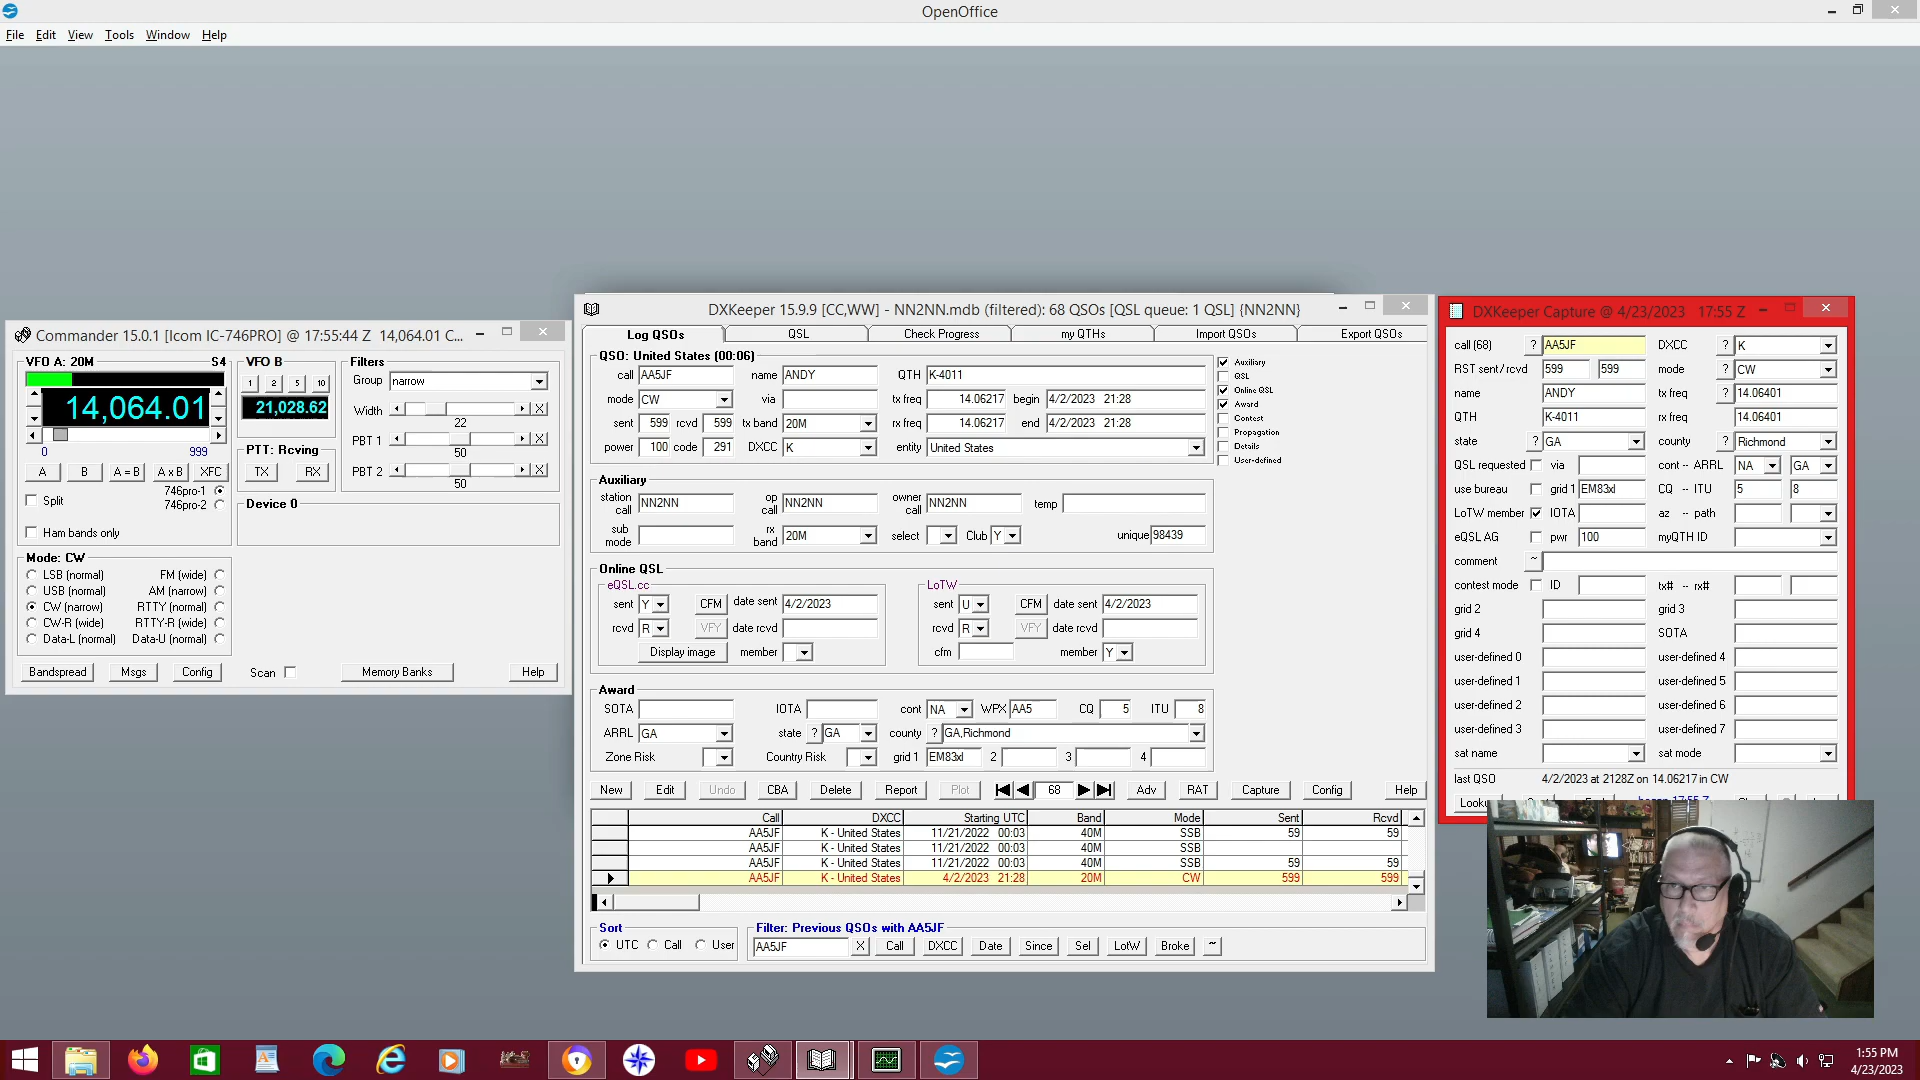 OpenOffice
File Edit View Tools Window Help
Commander 15.0.1 [Icom IC-746PRO] @ 17:55:44 Z 14,064.01 C...
VFO A: 20M S4
14,064.01
0 999
A B A = B A x B XFC
Split
746pro-1
746pro-2
Ham bands only
VFO B
1 2 5 10
21,028.62
PTT: Rcving
TX RX
Filters
Group narrow
Width X
22
PBT 1 X
50
PBT 2 X
50
Device 0
Mode: CW
LSB (normal) FM (wide)
USB (normal) AM (narrow)
CW (narrow) RTTY (normal)
CW-R (wide) RTTY-R (wide)
Data-L (normal) Data-U (normal)
Bandspread Msgs Config Scan Memory Banks Help
DXKeeper 15.9.9 [CC,WW] - NN2NN.mdb (filtered): 68 QSOs [QSL queue: 1 QSL] {NN2NN}
Log QSOs QSL Check Progress my QTHs Import QSOs Export QSOs
QSO: United States (00:06)
call AA5JF name ANDY QTH K-4011
mode CW via tx freq 14.06217 begin 4/2/2023 21:28
sent 599 rcvd 599 tx band 20M rx freq 14.06217 end 4/2/2023 21:28
power 100 code 291 DXCC K entity United States
Auxiliary
QSL
Online QSL
Award
Contest
Propagation
Details
User-defined
Auxiliary
station call NN2NN op call NN2NN owner call NN2NN temp
sub mode rx band 20M select Club Y unique 98439
Online QSL
eQSL.cc
sent Y CFM date sent 4/2/2023
rcvd R VFY date rcvd
Display image member
LoTW
sent U CFM date sent 4/2/2023
rcvd R VFY date rcvd
cfm member Y
Award
SOTA IOTA cont NA WPX AA5 CQ 5 ITU 8
ARRL GA state ? GA county ? GA,Richmond
Zone Risk Country Risk grid 1 EM83xl 2 3 4
New Edit Undo CBA Delete Report Plot 68 Adv RAT Capture Config Help
Call DXCC Starting UTC Band Mode Sent Rcvd
AA5JF K - United States 11/21/2022 00:03 40M SSB 59 59
AA5JF K - United States 11/21/2022 00:03 40M SSB
AA5JF K - United States 11/21/2022 00:03 40M SSB 59 59
AA5JF K - United States 4/2/2023 21:28 20M CW 599 599
Sort
UTC Call User
Filter: Previous QSOs with AA5JF
AA5JF X Call DXCC Date Since Sel LotW Broke ~
DXKeeper Capture @ 4/23/2023 17:55 Z
call (68) ? AA5JF DXCC ? K
RST sent/rcvd 599 599 mode ? CW
name ANDY tx freq ? 14.06401
QTH K-4011 rx freq 14.06401
state ? GA county ? Richmond
QSL requested via cont -- ARRL NA GA
use bureau grid 1 EM83xl CQ -- ITU 5 8
LoTW member IOTA az -- path
eQSL AG pwr 100 myQTH ID
comment ~
contest mode ID tx# -- rx#
grid 2 grid 3
grid 4 SOTA
user-defined 0 user-defined 4
user-defined 1 user-defined 5
user-defined 2 user-defined 6
user-defined 3 user-defined 7
sat name sat mode
last QSO 4/2/2023 at 2128Z on 14.06217 in CW
1:55 PM
4/23/2023